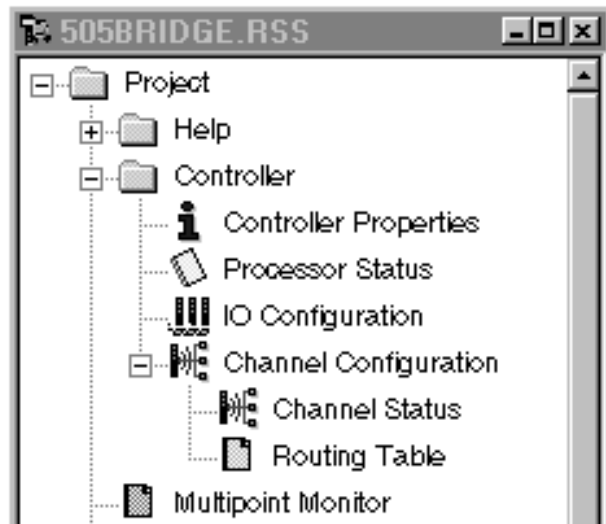 505BRIDGE.RSS
Project
Help
Controller
Controller Properties
Processor Status
IO Configuration
Channel Configuration
Channel Status
Routing Table
Multipoint Monitor